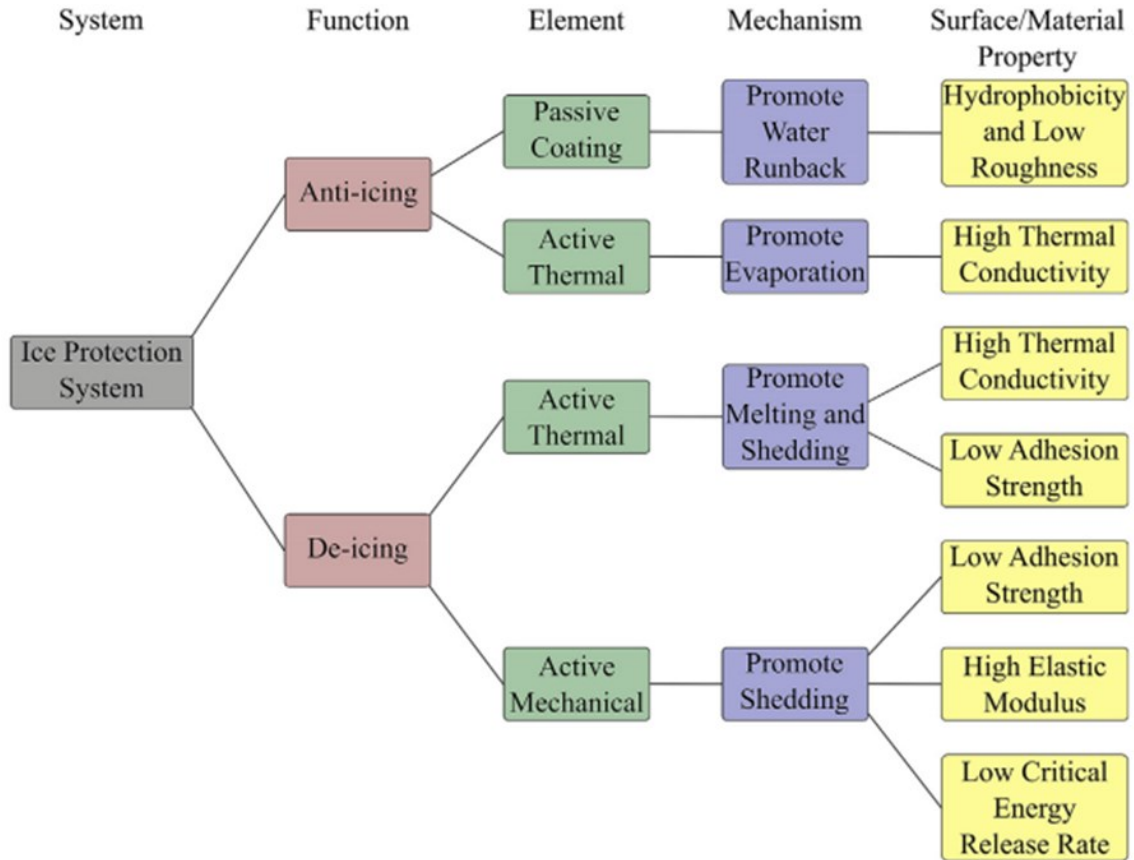 System
Function
Element
Mechanism
Surface/Material
Property
Ice Protection
System
Anti-icing
De-icing
Passive
Coating
Active
Thermal
Active
Thermal
Active
Mechanical
Promote
Water
Runback
Promote
Evaporation
Promote
Melting and
Shedding
Promote
Shedding
Hydrophobicity
and Low
Roughness
High Thermal
Conductivity
High Thermal
Conductivity
Low Adhesion
Strength
Low Adhesion
Strength
High Elastic
Modulus
Low Critical
Energy
Release Rate